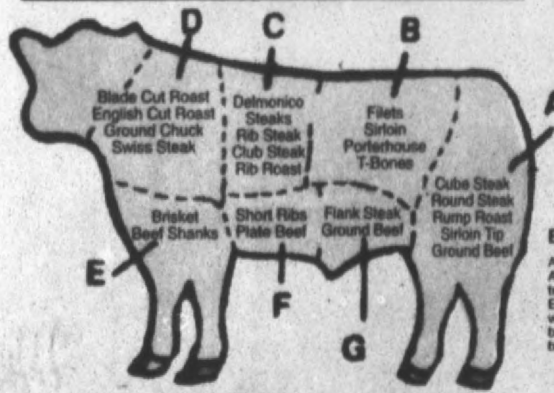 D
C
B
A
Blade Cut Roast
English Cut Roast
Ground Chuck
Swiss Steak
Delmonico
Steaks
Rib Steak
Club Steak
Rib Roast
Filets
Sirloin
Porterhouse
T-Bones
Cube Steak
Round Steak
Rump Roast
Sirloin Tip
Ground Beef
Brisket
Beef Shanks
Short Ribs
Plate Beef
Flank Steak
Ground Beef
E
F
G